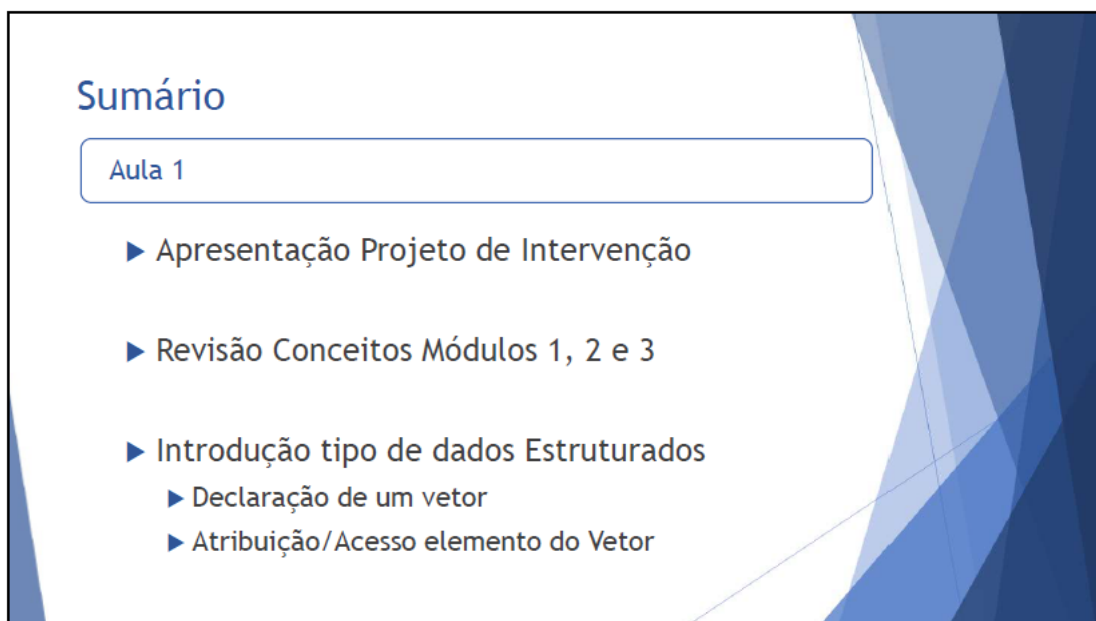 Sumário
Aula 1
Apresentação Projeto de Intervenção
Revisão Conceitos Módulos 1, 2 e 3
Introdução tipo de dados Estruturados
Declaração de um vetor
Atribuição/Acesso elemento do Vetor